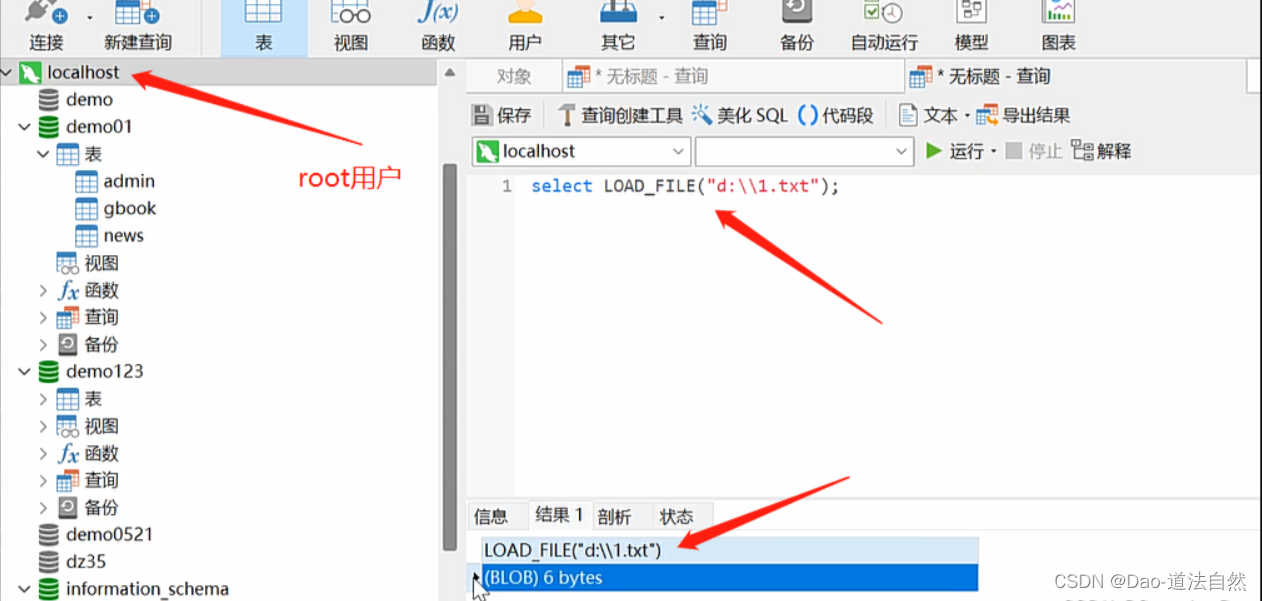 连接 新建查询 表 视图 函数 用户 其它 查询 备份 自动运行 模型 图表
localhost
demo
demo01
表
admin
gbook
news
视图
函数
查询
备份
demo123
表
视图
函数
查询
备份
demo0521
dz35
information_schema
root用户
对象 * 无标题 - 查询 * 无标题 - 查询
保存 查询创建工具 美化 SQL () 代码段 文本 导出结果
localhost 运行 停止 解释
1 select LOAD_FILE("d:\\1.txt");
信息 结果 1 剖析 状态
LOAD_FILE("d:\\1.txt")
(BLOB) 6 bytes
CSDN @Dao-道法自然